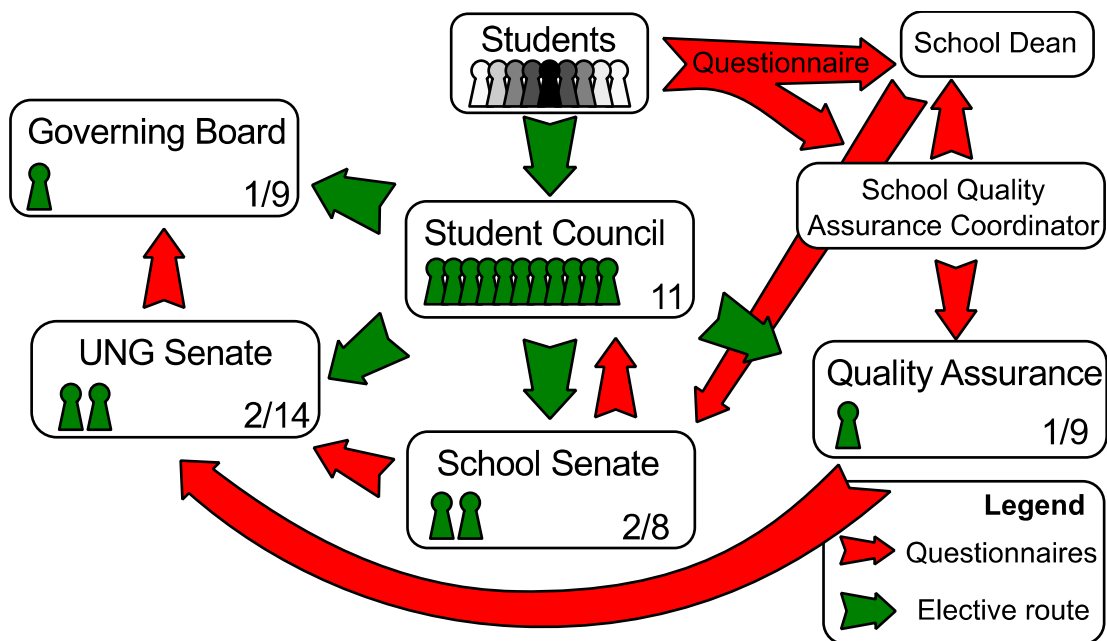 Students
Questionnaire
School Dean
Governing Board
1/9
School Quality
Assurance Coordinator
Student Council
11
UNG Senate
2/14
Quality Assurance
1/9
School Senate
2/8
Legend
Questionnaires
Elective route